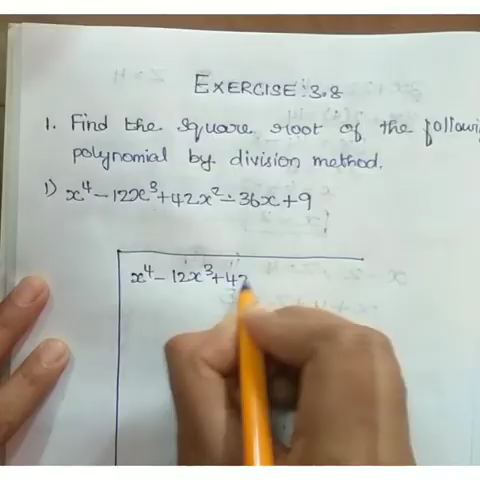 EXERCISE: 3.8
1. Find the square root of the followi
polynomial by division method.
1) x⁴ - 12x³ + 42x² - 36x + 9
x⁴ - 12x³ + 42